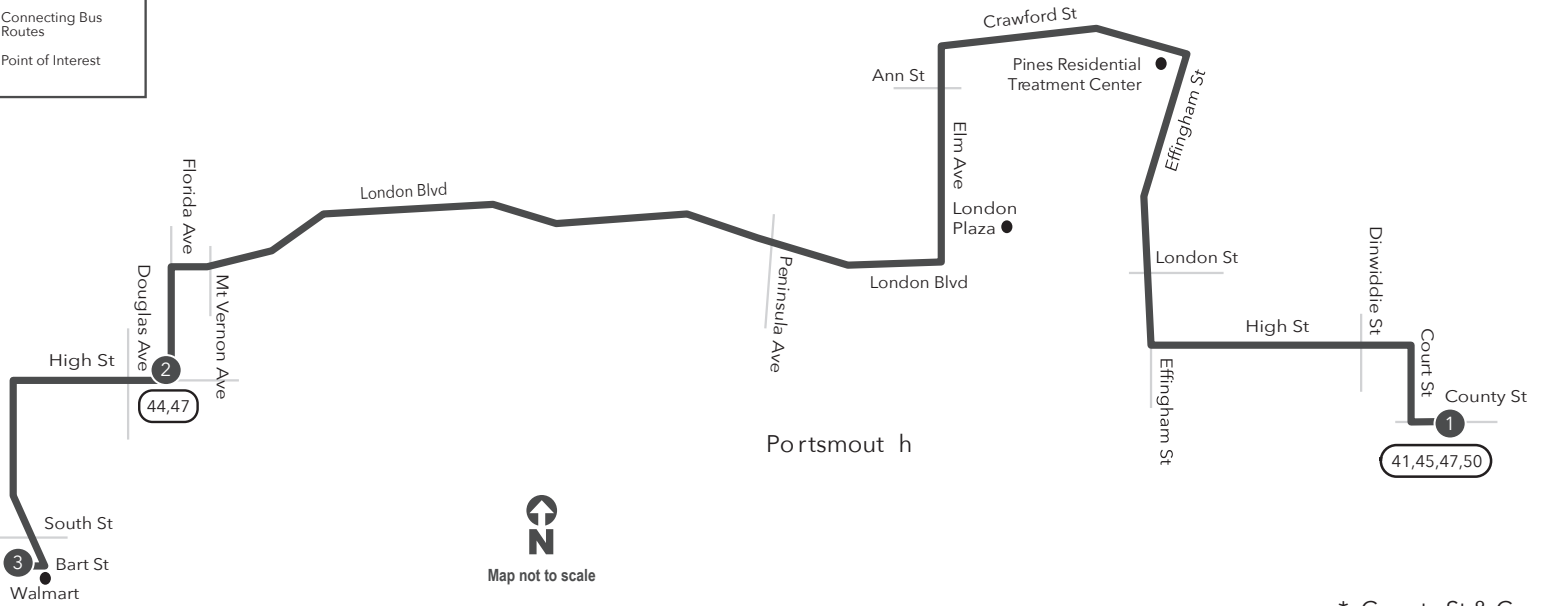 Connecting Bus
Routes
Point of Interest
Crawford St
Pines Residential
Treatment Center
Ann St
Effingham St
Elm Ave
Florida Ave
London Blvd
London
Plaza
Dinwiddie St
London St
Peninsula Ave
London Blvd
Douglas Ave
Mt Vernon Ave
High St
Court St
High St
2
Effingham St
County St
44,47
1
Portsmout h
41,45,47,50
South St
N
3
Bart St
Map not to scale
Walmart